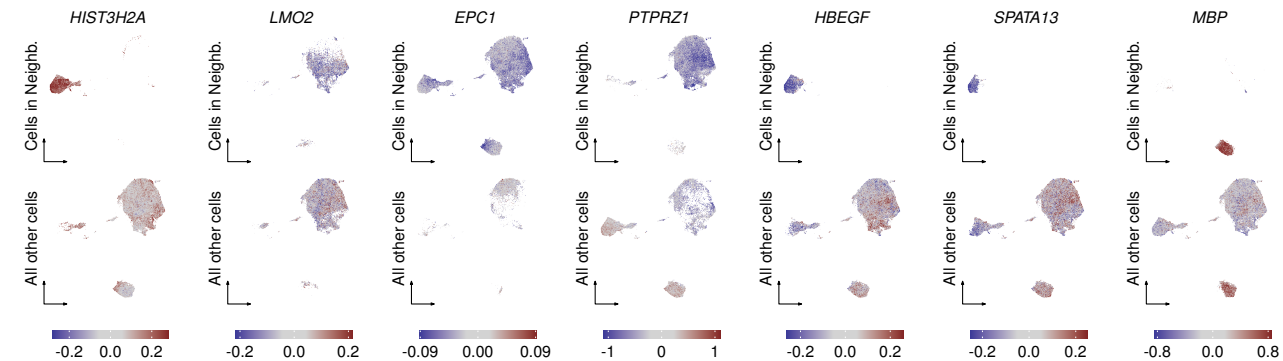 HIST3H2A LMO2 EPC1 PTPRZ1 HBEGF SPATA13 MBP
Cells in Neighb. Cells in Neighb. Cells in Neighb. Cells in Neighb. Cells in Neighb. Cells in Neighb. Cells in Neighb.
All other cells All other cells All other cells All other cells All other cells All other cells All other cells
-0.2 0.0 0.2 -0.2 0.0 0.2 -0.09 0.00 0.09 -1 0 1 -0.2 0.0 0.2 -0.2 0.0 0.2 -0.8 0.0 0.8